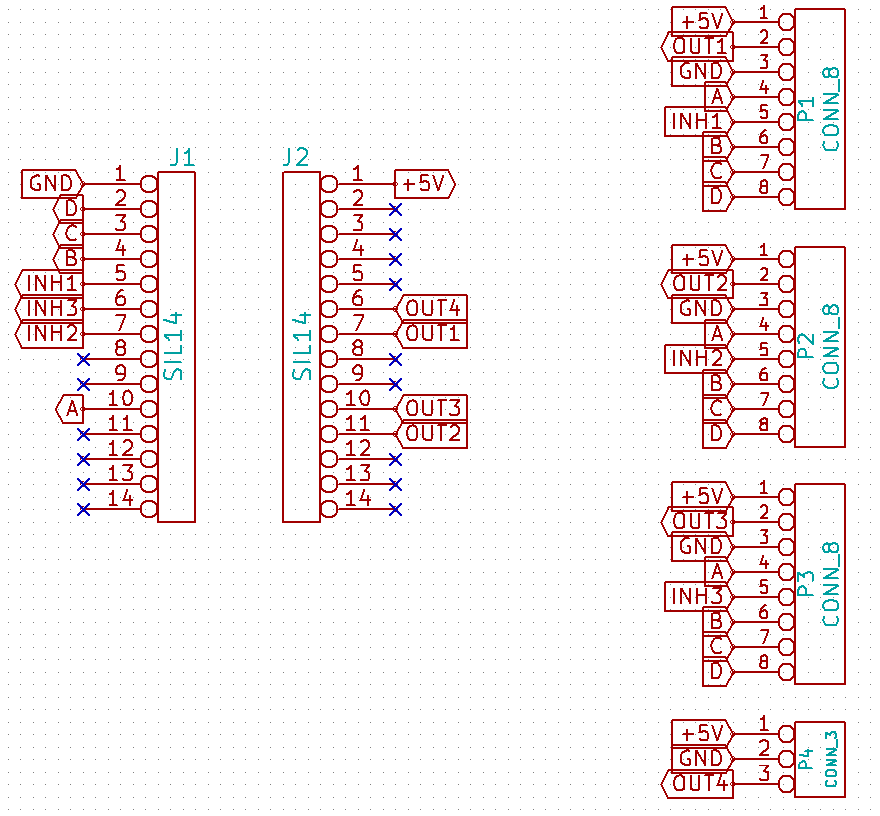 J1
GND 1
D 2
C 3
B 4
INH1 5
INH3 6
INH2 7
8
9
A 10
11
12
13
14
SIL14
J2
1 +5V
2
3
4
5
6 OUT4
7 OUT1
8
9
10 OUT3
11 OUT2
12
13
14
SIL14
+5V 1
OUT1 2
GND 3
A 4
INH1 5
B 6
C 7
D 8
P1
CONN_8
+5V 1
OUT2 2
GND 3
A 4
INH2 5
B 6
C 7
D 8
P2
CONN_8
+5V 1
OUT3 2
GND 3
A 4
INH3 5
B 6
C 7
D 8
P3
CONN_8
+5V 1
GND 2
OUT4 3
P4
CONN_3